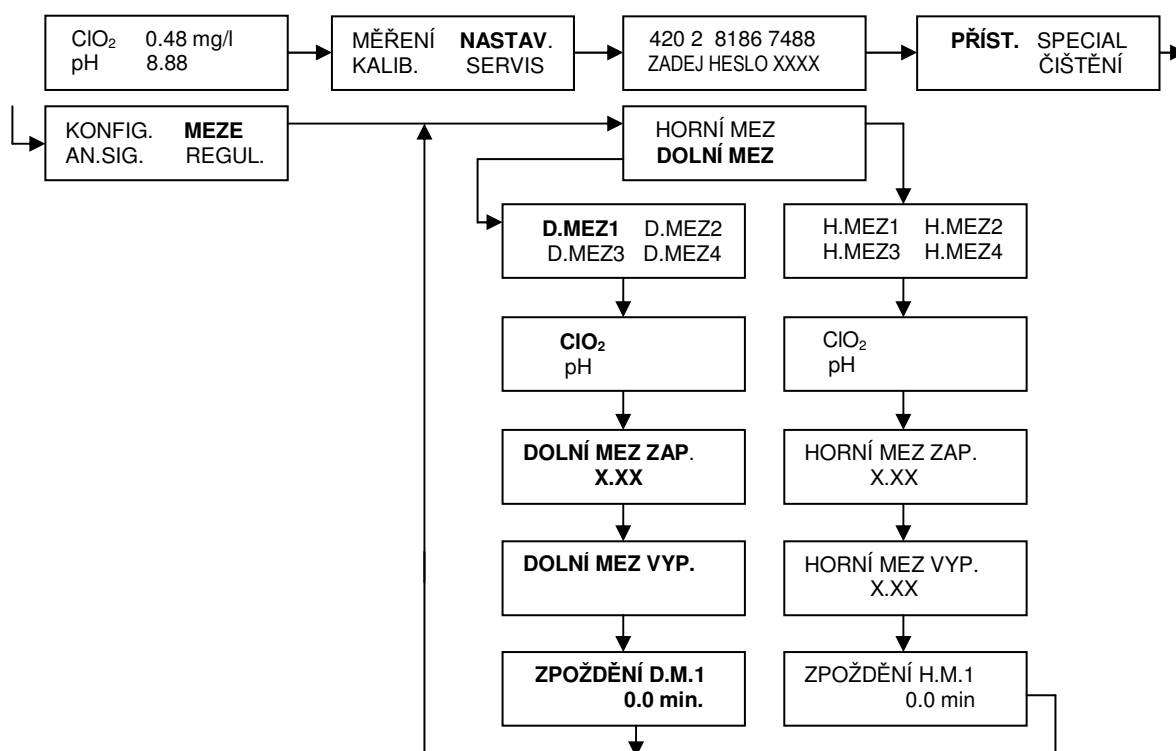 ClO₂ 0.48 mg/l
pH 8.88
MĚŘENÍ NASTAV.
KALIB. SERVIS
420 2 8186 7488
ZADEJ HESLO XXXX
PŘÍST. SPECIAL
ČIŠTĚNÍ
KONFIG. MEZE
AN.SIG. REGUL.
HORNÍ MEZ
DOLNÍ MEZ
D.MEZ1 D.MEZ2
D.MEZ3 D.MEZ4
H.MEZ1 H.MEZ2
H.MEZ3 H.MEZ4
ClO₂
pH
ClO₂
pH
DOLNÍ MEZ ZAP.
X.XX
HORNÍ MEZ ZAP.
X.XX
DOLNÍ MEZ VYP.
HORNÍ MEZ VYP.
X.XX
ZPOŽDĚNÍ D.M.1
0.0 min.
ZPOŽDĚNÍ H.M.1
0.0 min